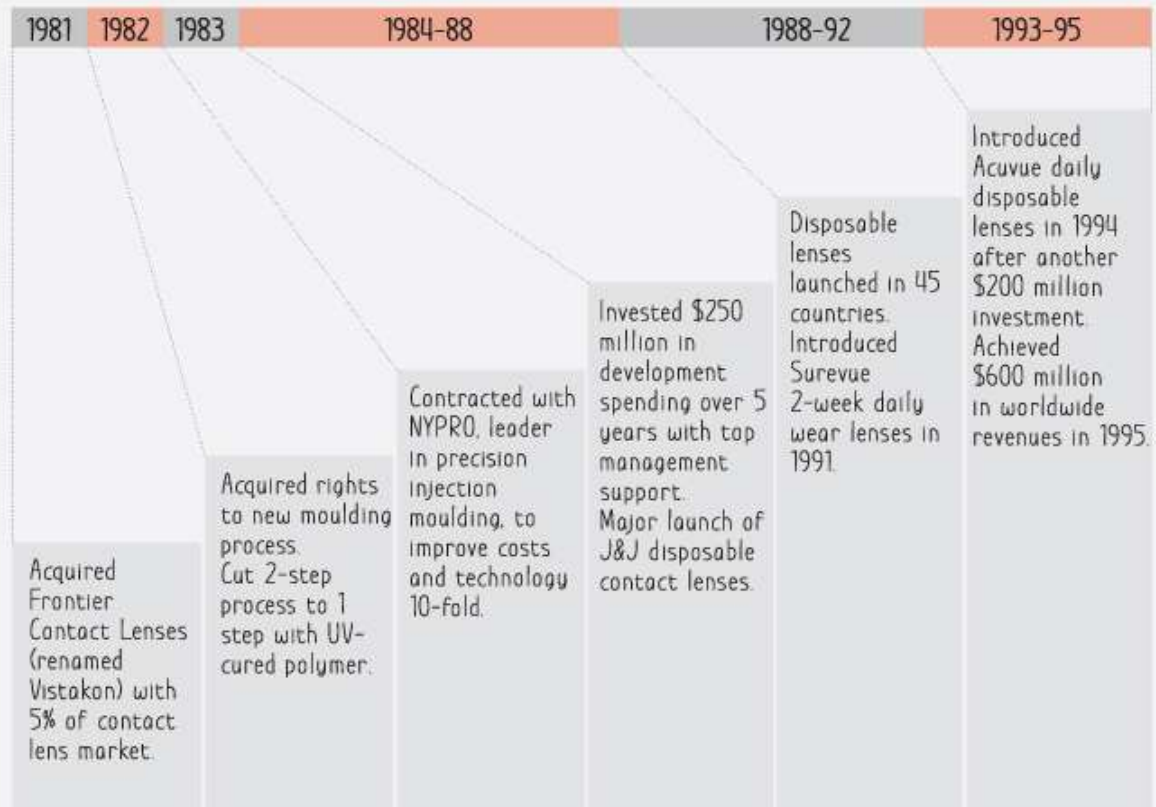 1981 1982 1983 1984-88 1988-92 1993-95
Acquired
Frontier
Contact Lenses
(renamed
Vistakon) with
5% of contact
lens market.
Acquired rights
to new moulding
process.
Cut 2-step
process to 1
step with UV-
cured polymer.
Contracted with
NYPRO, leader
in precision
injection
moulding, to
improve costs
and technology
10-fold.
Invested $250
million in
development
spending over 5
years with top
management
support.
Major launch of
J&J disposable
contact lenses.
Disposable
lenses
launched in 45
countries.
Introduced
Surevue
2-week daily
wear lenses in
1991.
Introduced
Acuvue daily
disposable
lenses in 1994
after another
$200 million
investment.
Achieved
$600 million
in worldwide
revenues in 1995.